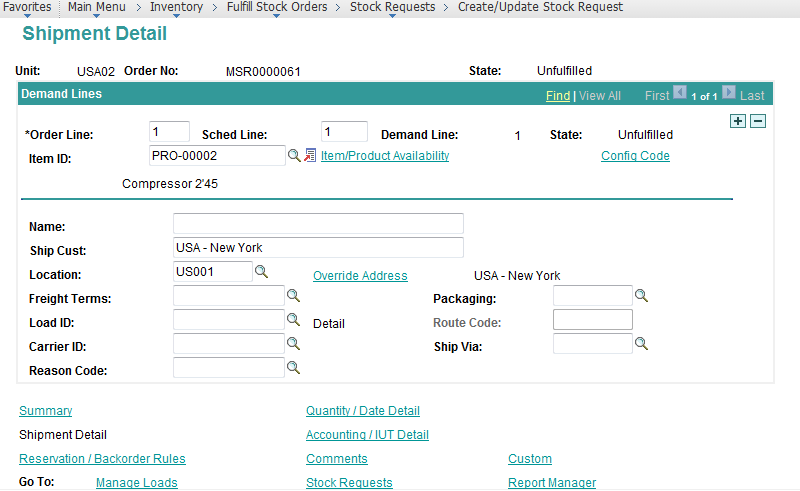 Favorites Main Menu > Inventory > Fulfill Stock Orders > Stock Requests > Create/Update Stock Request
Shipment Detail
Unit: USA02 Order No: MSR0000061 State: Unfulfilled
Demand Lines Find | View All First 1 of 1 Last
*Order Line: 1 Sched Line: 1 Demand Line: 1 State: Unfulfilled
Item ID: PRO-00002 Item/Product Availability Config Code
Compressor 2'45
Name:
Ship Cust: USA - New York
Location: US001 Override Address USA - New York
Freight Terms: Packaging:
Load ID: Detail Route Code:
Carrier ID: Ship Via:
Reason Code:
Summary Quantity / Date Detail
Shipment Detail Accounting / IUT Detail
Reservation / Backorder Rules Comments Custom
Go To: Manage Loads Stock Requests Report Manager